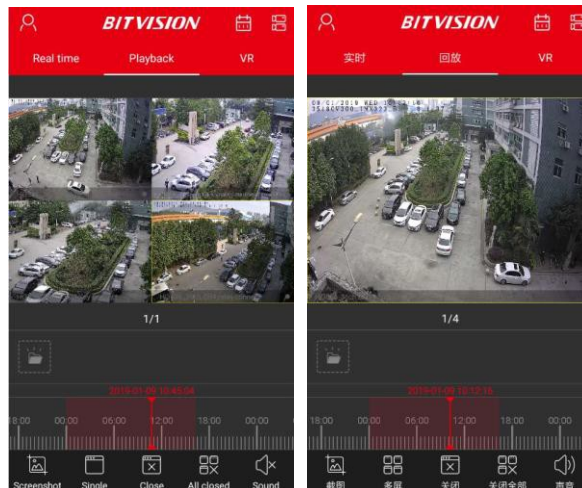 BITVISION
Real time Playback VR
1/1
2019-01-09 10:45:54
18:00 00:00 06:00 12:00 18:00 00:00
Screenshot Single Close All closed Sound
BITVISION
实时 回放 VR
1/4
2019-01-09 10:12:16
18:00 00:00 06:00 12:00 18:00 00:00
截图 多屏 关闭 关闭全部 声音